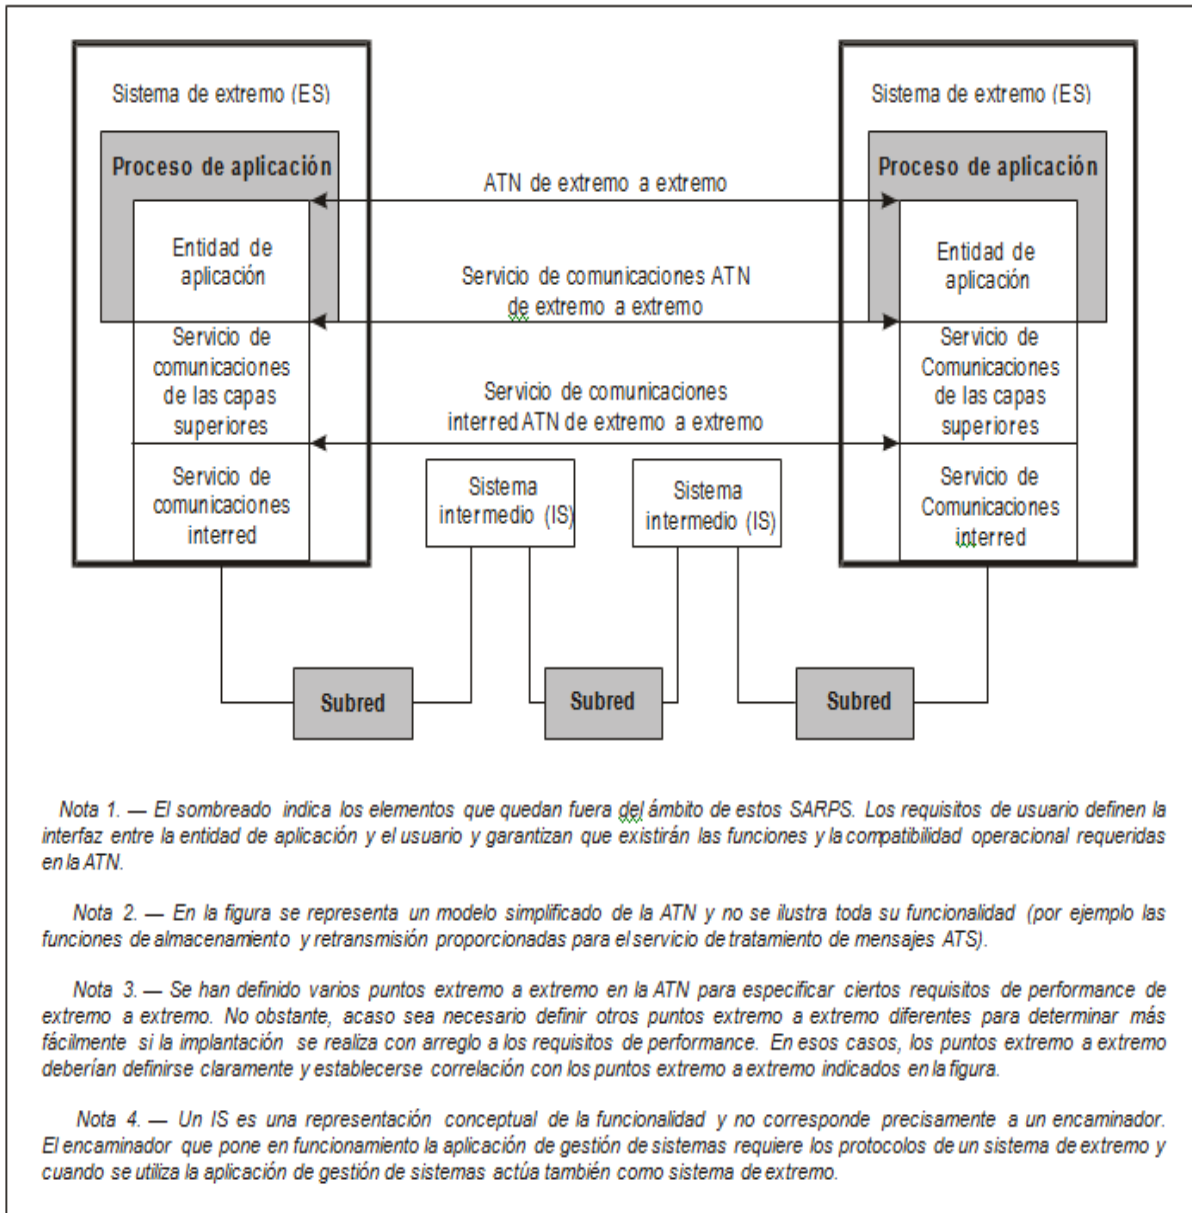 Sistema de extremo (ES)
Proceso de aplicación
Entidad de
aplicación
Servicio de
comunicaciones
de las capas
superiores
Servicio de
comunicaciones
interred
ATN de extremo a extremo
Servicio de comunicaciones ATN
de extremo a extremo
Servicio de comunicaciones
interred ATN de extremo a extremo
Sistema
intermedio (IS)
Sistema
intermedio (IS)
Sistema de extremo (ES)
Proceso de aplicación
Entidad de
aplicación
Servicio de
Comunicaciones
de las capas
superiores
Servicio de
Comunicaciones
interred
Subred
Subred
Subred
Nota 1. — El sombreado indica los elementos que quedan fuera del ámbito de estos SARPS. Los requisitos de usuario definen la
interfaz entre la entidad de aplicación y el usuario y garantizan que existirán las funciones y la compatibilidad operacional requeridas
en la ATN.
Nota 2. — En la figura se representa un modelo simplificado de la ATN y no se ilustra toda su funcionalidad (por ejemplo las
funciones de almacenamiento y retransmisión proporcionadas para el servicio de tratamiento de mensajes ATS).
Nota 3. — Se han definido varios puntos extremo a extremo en la ATN para especificar ciertos requisitos de performance de
extremo a extremo. No obstante, acaso sea necesario definir otros puntos extremo a extremo diferentes para determinar más
fácilmente si la implantación se realiza con arreglo a los requisitos de performance. En esos casos, los puntos extremo a extremo
deberían definirse claramente y establecerse correlación con los puntos extremo a extremo indicados en la figura.
Nota 4. — Un IS es una representación conceptual de la funcionalidad y no corresponde precisamente a un encaminador.
El encaminador que pone en funcionamiento la aplicación de gestión de sistemas requiere los protocolos de un sistema de extremo y
cuando se utiliza la aplicación de gestión de sistemas actúa también como sistema de extremo.